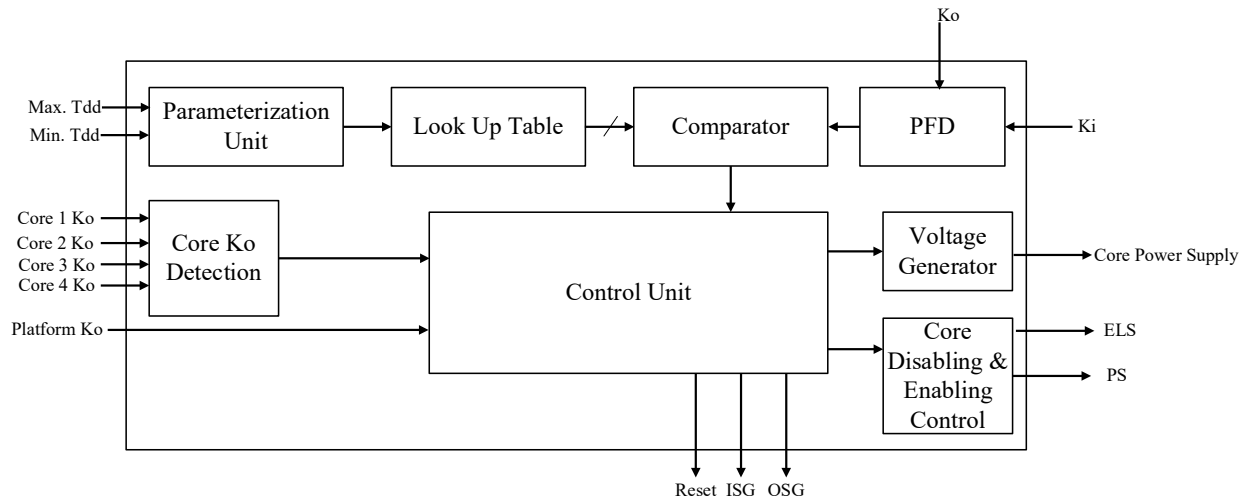 Ko
Max. Tdd
Min. Tdd
Parameterization
Unit
Look Up Table
Comparator
PFD
Ki
Core 1 Ko
Core 2 Ko
Core 3 Ko
Core 4 Ko
Core Ko
Detection
Platform Ko
Control Unit
Voltage
Generator
Core Power Supply
Core
Disabling &
Enabling
Control
ELS
PS
Reset ISG OSG